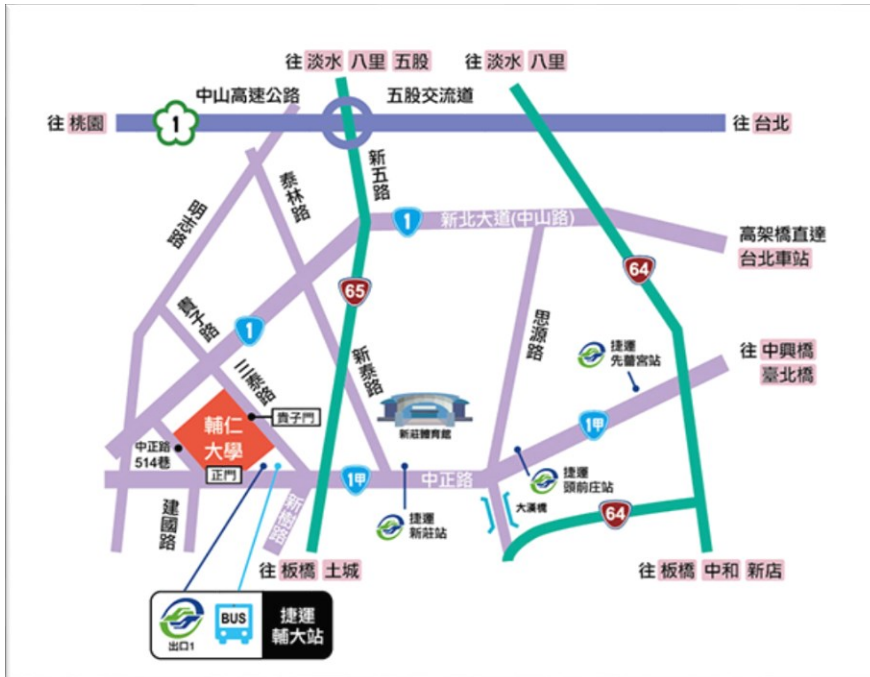 往 淡水 八里 五股
往 淡水 八里
中山高速公路
五股交流道
往 桃園
1
往 台北
新五路
泰林路
明志路
1
新北大道(中山路)
高架橋直達
台北車站
64
65
貴子路
1
思源路
捷運
先嗇宮站
往 中興橋
臺北橋
三泰路
新泰路
輔仁
大學
貴子門
新莊體育館
1甲
中正路
514巷
正門
1甲
中正路
捷運
頭前庄站
新樹路
建國路
捷運
新莊站
大漢橋
64
往 板橋 土城
往 板橋 中和 新店
BUS
出口1
捷運
輔大站